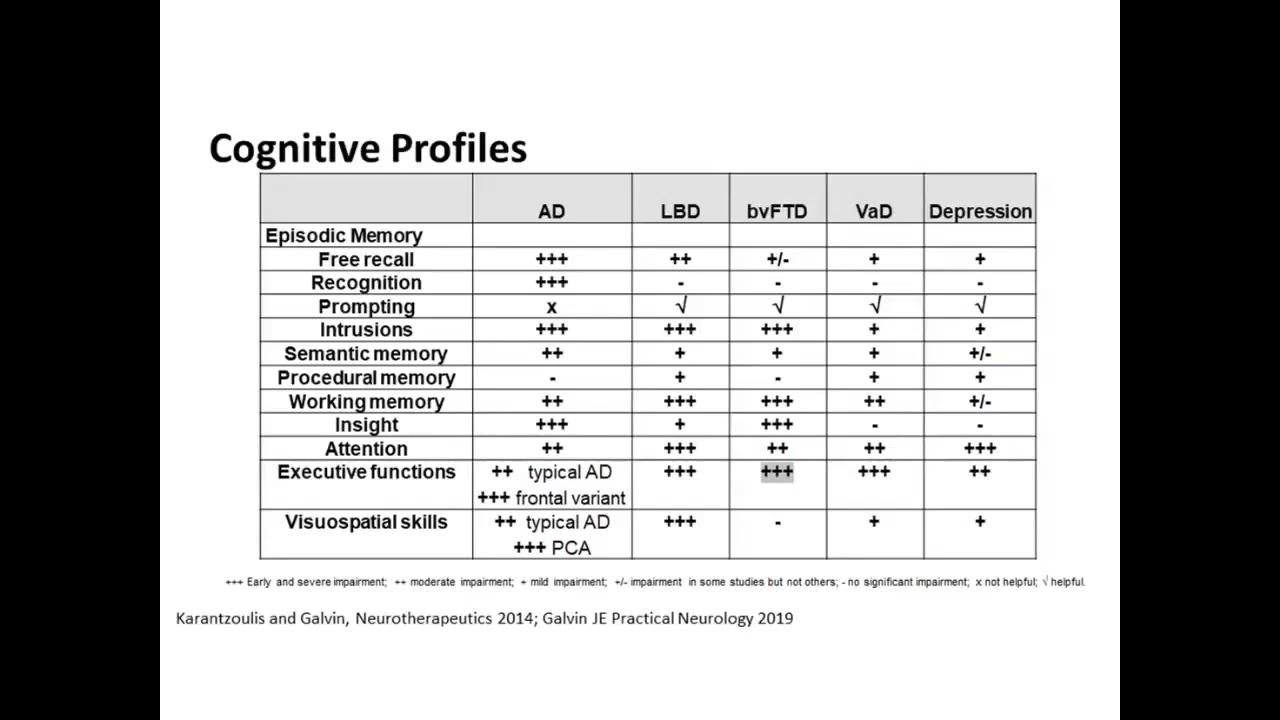 Cognitive Profiles
AD LBD bvFTD VaD Depression
Episodic Memory
Free recall +++ ++ +/- + +
Recognition +++ - - - -
Prompting x √ √ √ √
Intrusions +++ +++ +++ + +
Semantic memory ++ + + + +/-
Procedural memory - + - + +
Working memory ++ +++ +++ ++ +/-
Insight +++ + +++ - -
Attention ++ +++ ++ ++ +++
Executive functions ++ typical AD +++ +++ +++ ++
+++ frontal variant
Visuospatial skills ++ typical AD +++ - + +
+++ PCA
+++ Early and severe impairment; ++ moderate impairment; + mild impairment; +/- impairment in some studies but not others; - no significant impairment; x not helpful; √ helpful.
Karantzoulis and Galvin, Neurotherapeutics 2014; Galvin JE Practical Neurology 2019